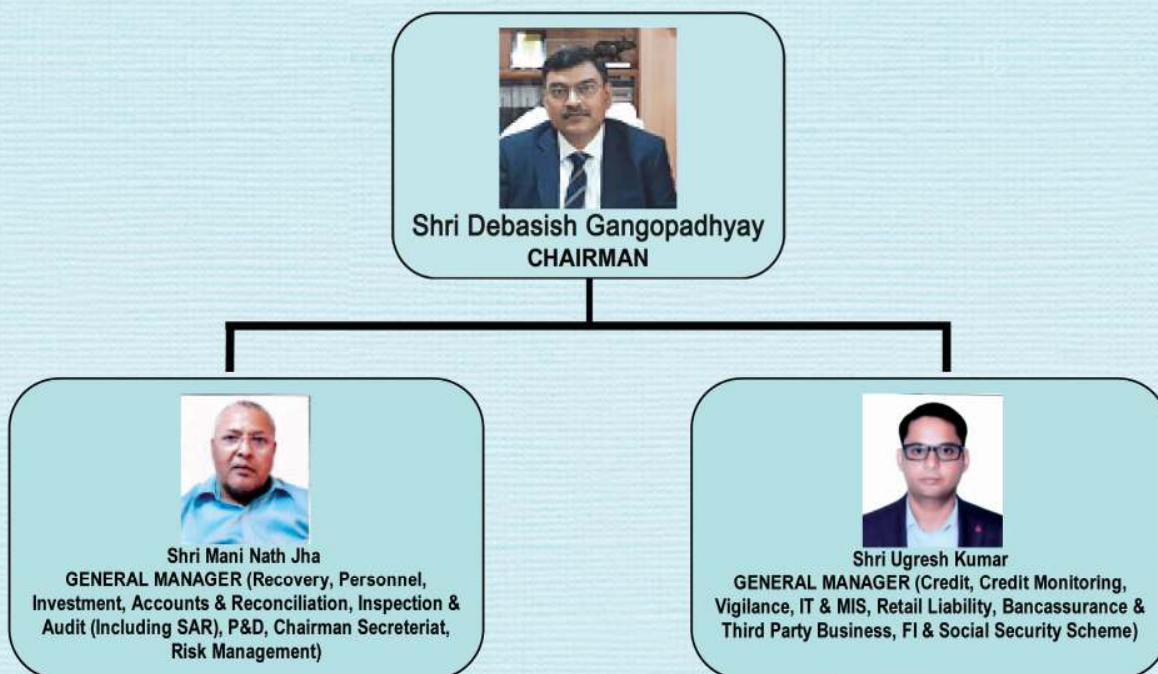 Shri Debasish Gangopadhyay
CHAIRMAN
Shri Mani Nath Jha
GENERAL MANAGER (Recovery, Personnel,
Investment, Accounts & Reconciliation, Inspection &
Audit (Including SAR), P&D, Chairman Secreteriat,
Risk Management)
Shri Ugresh Kumar
GENERAL MANAGER (Credit, Credit Monitoring,
Vigilance, IT & MIS, Retail Liability, Bancassurance &
Third Party Business, FI & Social Security Scheme)